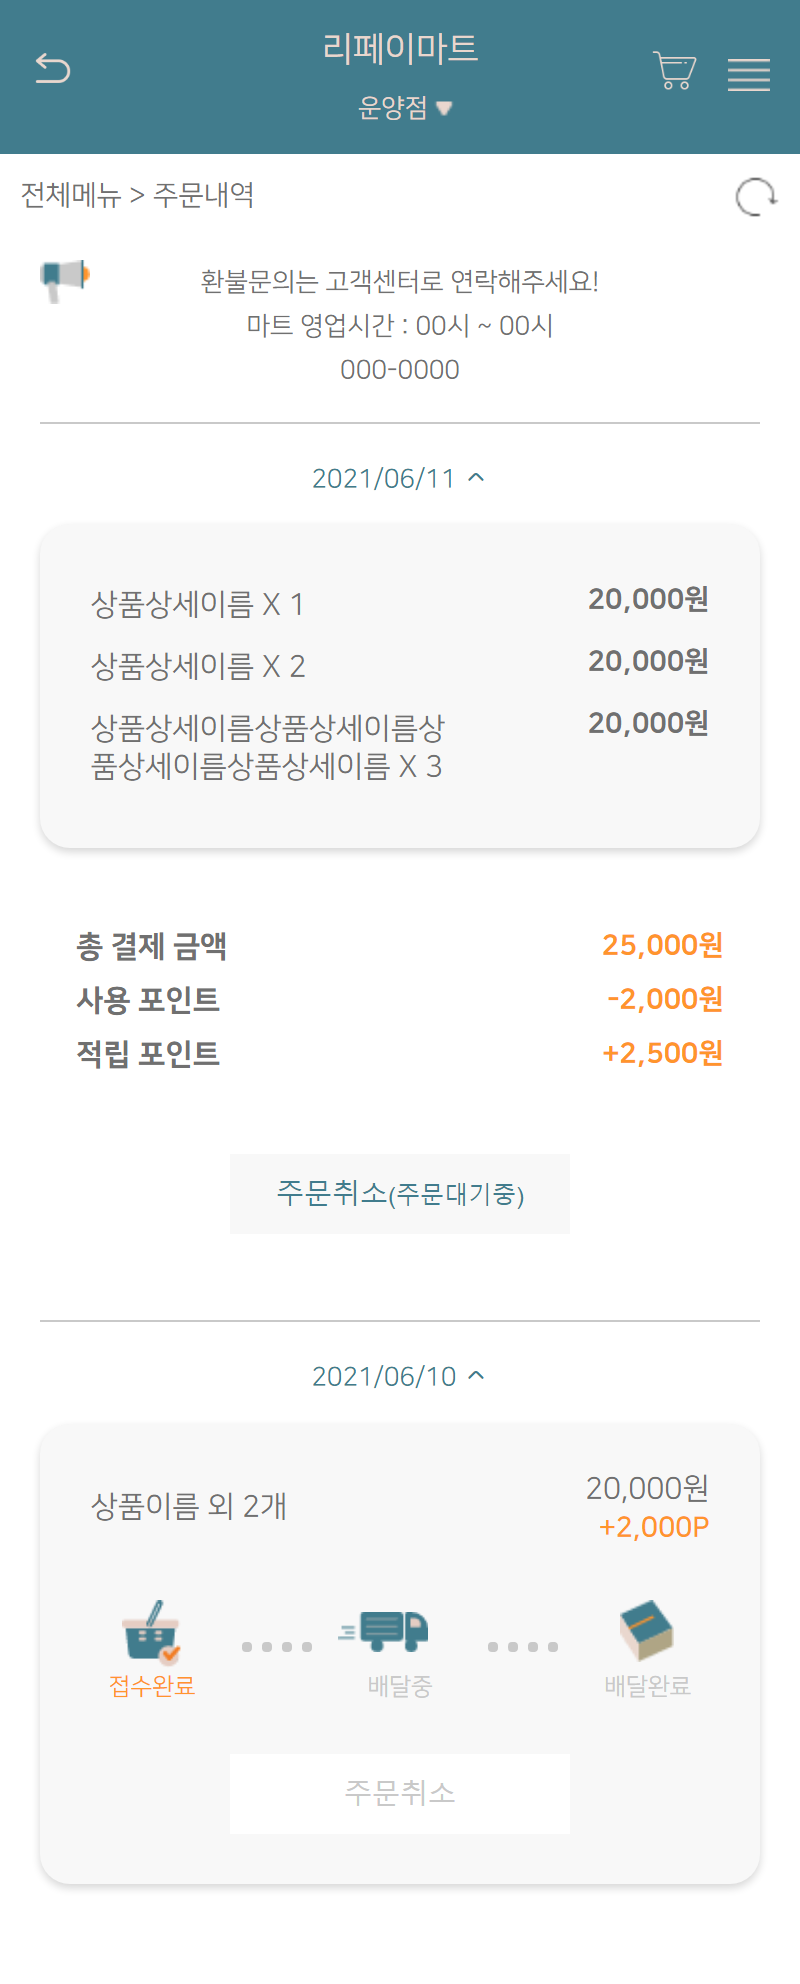 리페이마트
운양점
전체메뉴 > 주문내역
환불문의는 고객센터로 연락해주세요!
마트 영업시간 : 00시 ~ 00시
000-0000
2021/06/11
상품상세이름 X 1 20,000원
상품상세이름 X 2 20,000원
상품상세이름상품상세이름상 20,000원
품상세이름상품상세이름 X 3
총 결제 금액 25,000원
사용 포인트 -2,000원
적립 포인트 +2,500원
주문취소(주문대기중)
2021/06/10
상품이름 외 2개 20,000원
+2,000P
접수완료 배달중 배달완료
주문취소